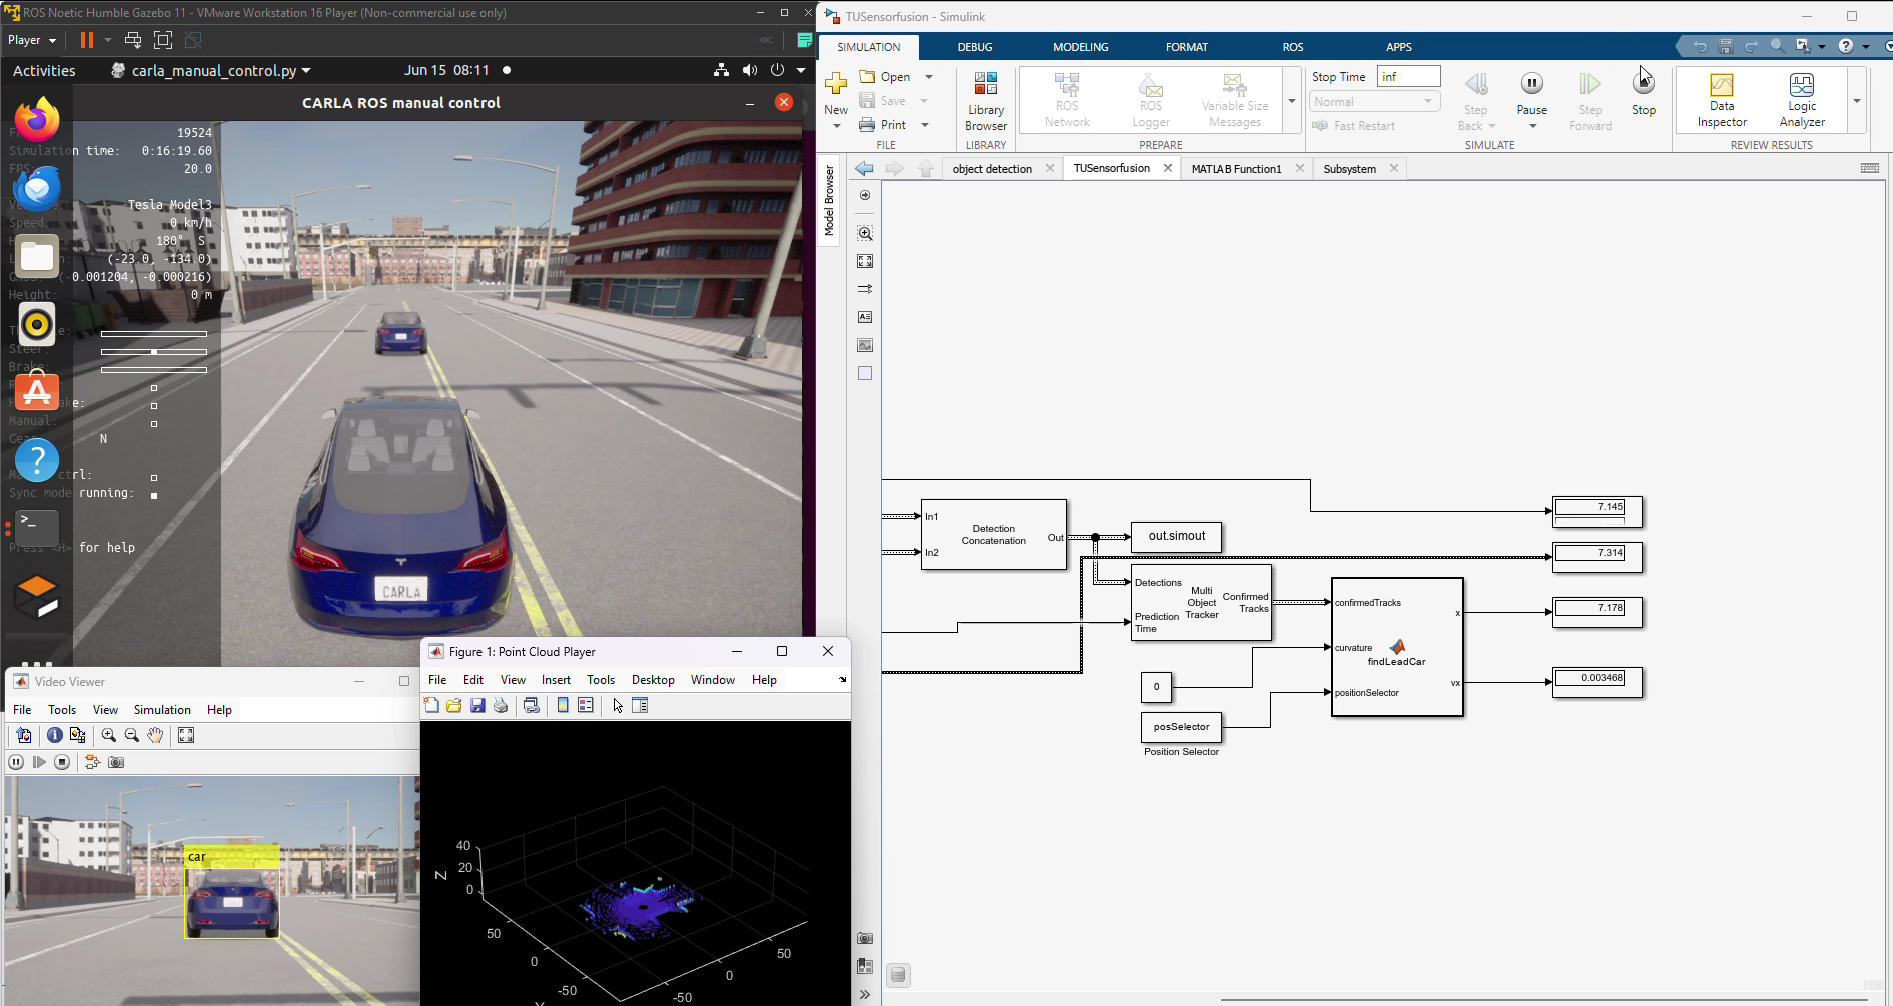 ROS Noetic Humble Gazebo 11 - VMware Workstation 16 Player (Non-commercial use only)
Player
Activities
carla_manual_control.py
Jun 15 08:11
CARLA ROS manual control
19524
Simulation time: 0:16:19.60
20.0
Tesla Model3
Speed: 0 km/h
180° S
(-23.0, -134.0)
(-0.001204, -0.000216)
Height: 0 m
Steer:
Brake:
Manual:
N
ctrl:
Sync mode running:
Press <H> for help
CARLA
Video Viewer
File Tools View Simulation Help
car
Figure 1: Point Cloud Player
File Edit View Insert Tools Desktop Window Help
40
20
0
Z
50
0
-50
Y
50
0
-50
TUSensorfusion - Simulink
SIMULATION DEBUG MODELING FORMAT ROS APPS
New
Open
Save
Print
FILE
Library Browser
LIBRARY
ROS Network
ROS Logger
Variable Size Messages
PREPARE
Stop Time inf
Normal
Fast Restart
Step Back
Pause
Step Forward
Stop
SIMULATE
Data Inspector
Logic Analyzer
REVIEW RESULTS
Model Browser
object detection
TUSensorfusion
MATLAB Function1
Subsystem
In1
In2
Detection Concatenation
Out
out.simout
Detections
Prediction Time
Multi Object Tracker
Confirmed Tracks
0
posSelector
Position Selector
confirmedTracks
curvature
positionSelector
findLeadCar
x
vx
7.145
7.314
7.178
0.003468